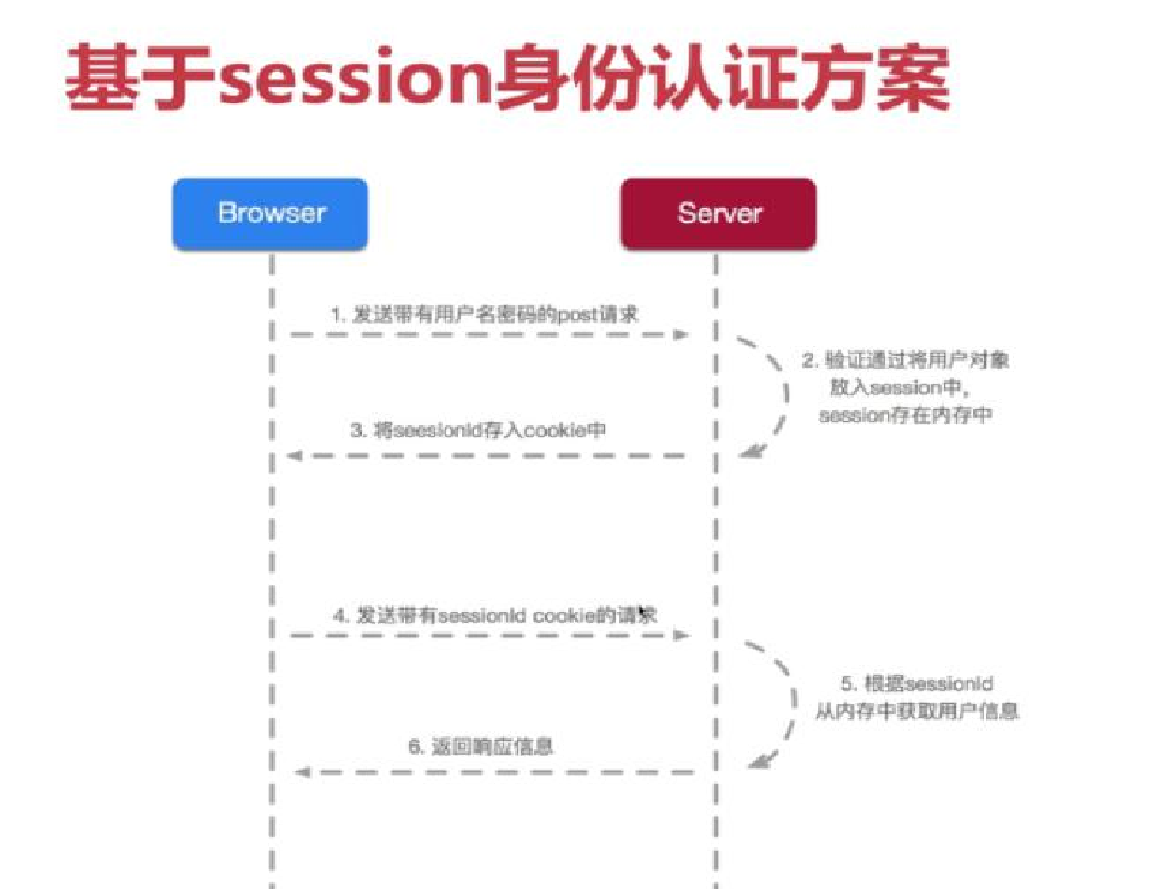 基于session身份认证方案
Browser
Server
1. 发送带有用户名密码的post请求
2. 验证通过将用户对象
放入session中，
session存在内存中
3. 将seesionId存入cookie中
4. 发送带有sessionId cookie的请求
5. 根据sessionId
从内存中获取用户信息
6. 返回响应信息